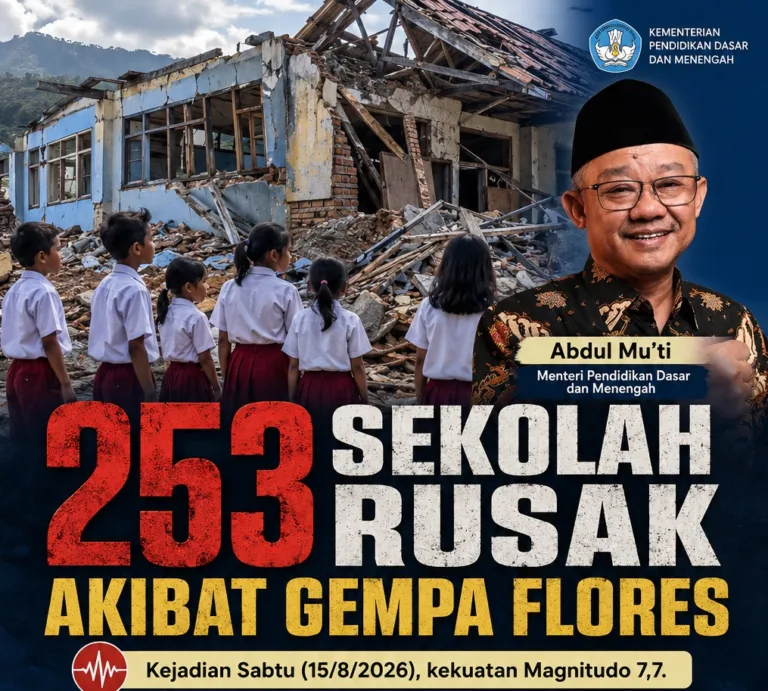 KEMENTERIAN
PENDIDIKAN DASAR
DAN MENENGAH
Abdul Mu'ti
Menteri Pendidikan Dasar
dan Menengah
253 SEKOLAH
RUSAK
AKIBAT GEMPA FLORES
Kejadian Sabtu (15/8/2026), kekuatan Magnitudo 7,7.